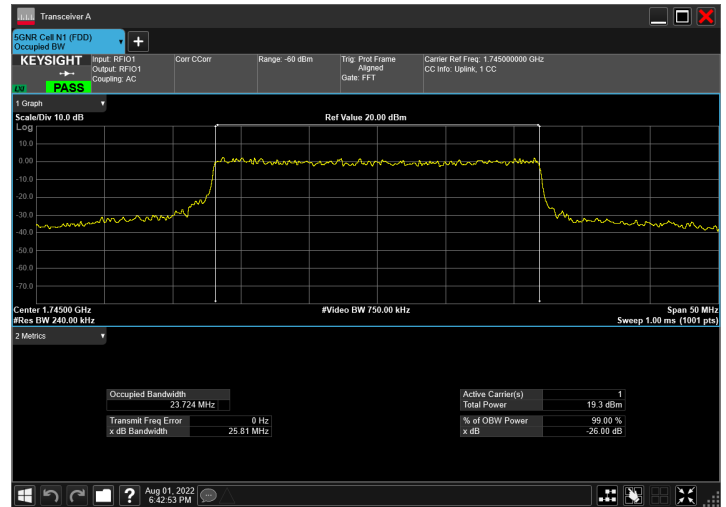 Transceiver A
5GNR Cell N1 (FDD)
Occupied BW
KEYSIGHT
LXI
PASS
Input: RFIO1
Output: RFIO1
Coupling: AC
Corr CCorr
Range: -60 dBm
Trig: Prot Frame
Aligned
Gate: FFT
Carrier Ref Freq: 1.745000000 GHz
CC Info: Uplink, 1 CC
1 Graph
Scale/Div 10.0 dB
Ref Value 20.00 dBm
Log
10.0
0.00
-10.0
-20.0
-30.0
-40.0
-50.0
-60.0
-70.0
Center 1.74500 GHz
#Video BW 750.00 kHz
Span 50 MHz
#Res BW 240.00 kHz
Sweep 1.00 ms (1001 pts)
2 Metrics
Occupied Bandwidth
23.724 MHz
Transmit Freq Error 0 Hz
x dB Bandwidth 25.81 MHz
Active Carrier(s) 1
Total Power 19.3 dBm
% of OBW Power 99.00 %
x dB -26.00 dB
Aug 01, 2022
6:42:53 PM